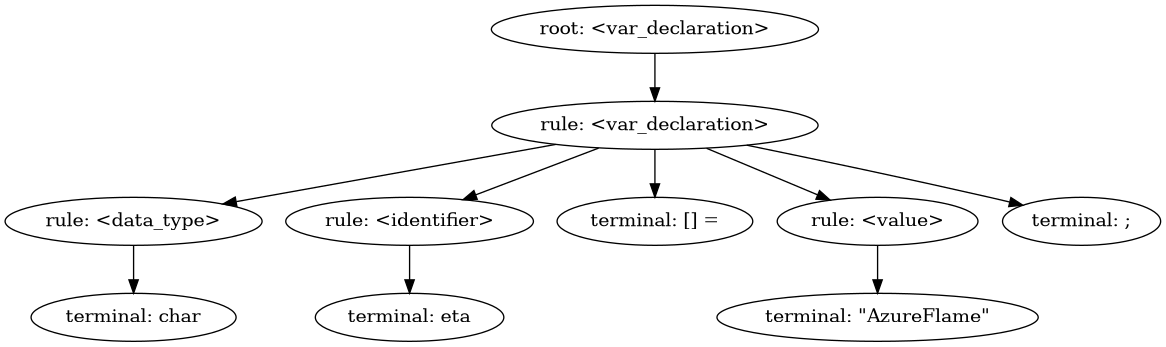 root: <var_declaration>
rule: <var_declaration>
rule: <data_type>
rule: <identifier>
terminal: [] =
rule: <value>
terminal: ;
terminal: char
terminal: eta
terminal: "AzureFlame"